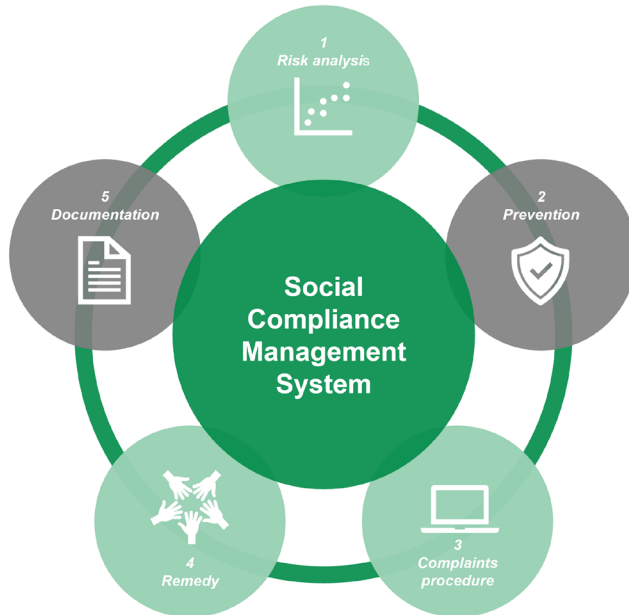 1
Risk analysis
2
Prevention
3
Complaints
procedure
4
Remedy
5
Documentation
Social
Compliance
Management
System